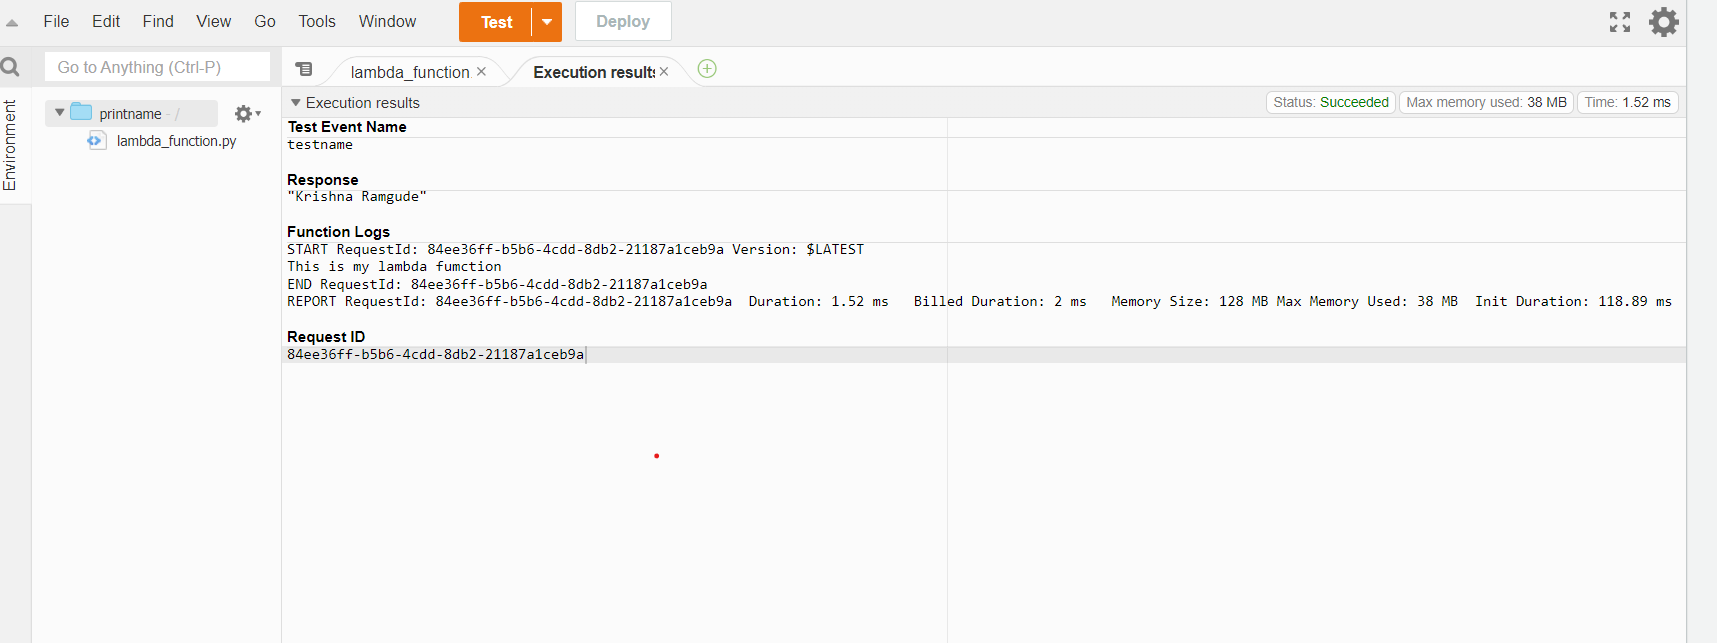 File Edit Find View Go Tools Window Test Deploy
Go to Anything (Ctrl-P)
lambda_function
Execution results
Environment
printname - /
lambda_function.py
Execution results
Status: Succeeded
Max memory used: 38 MB
Time: 1.52 ms
Test Event Name
testname
Response
"Krishna Ramgude"
Function Logs
START RequestId: 84ee36ff-b5b6-4cdd-8db2-21187a1ceb9a Version: $LATEST
This is my lambda fumction
END RequestId: 84ee36ff-b5b6-4cdd-8db2-21187a1ceb9a
REPORT RequestId: 84ee36ff-b5b6-4cdd-8db2-21187a1ceb9a Duration: 1.52 ms Billed Duration: 2 ms Memory Size: 128 MB Max Memory Used: 38 MB Init Duration: 118.89 ms
Request ID
84ee36ff-b5b6-4cdd-8db2-21187a1ceb9a